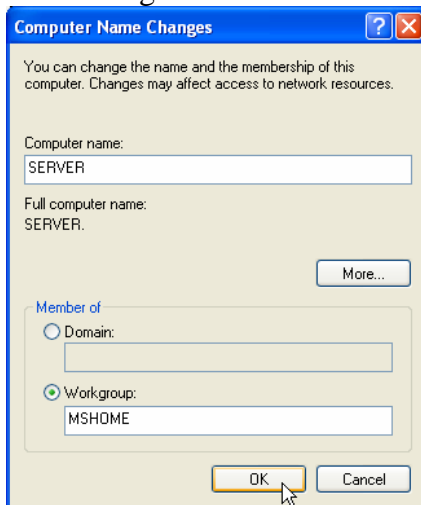 Computer Name Changes
You can change the name and the membership of this
computer. Changes may affect access to network resources.
Computer name:
SERVER
Full computer name:
SERVER.
More...
Member of
Domain:
Workgroup:
MSHOME
OK Cancel